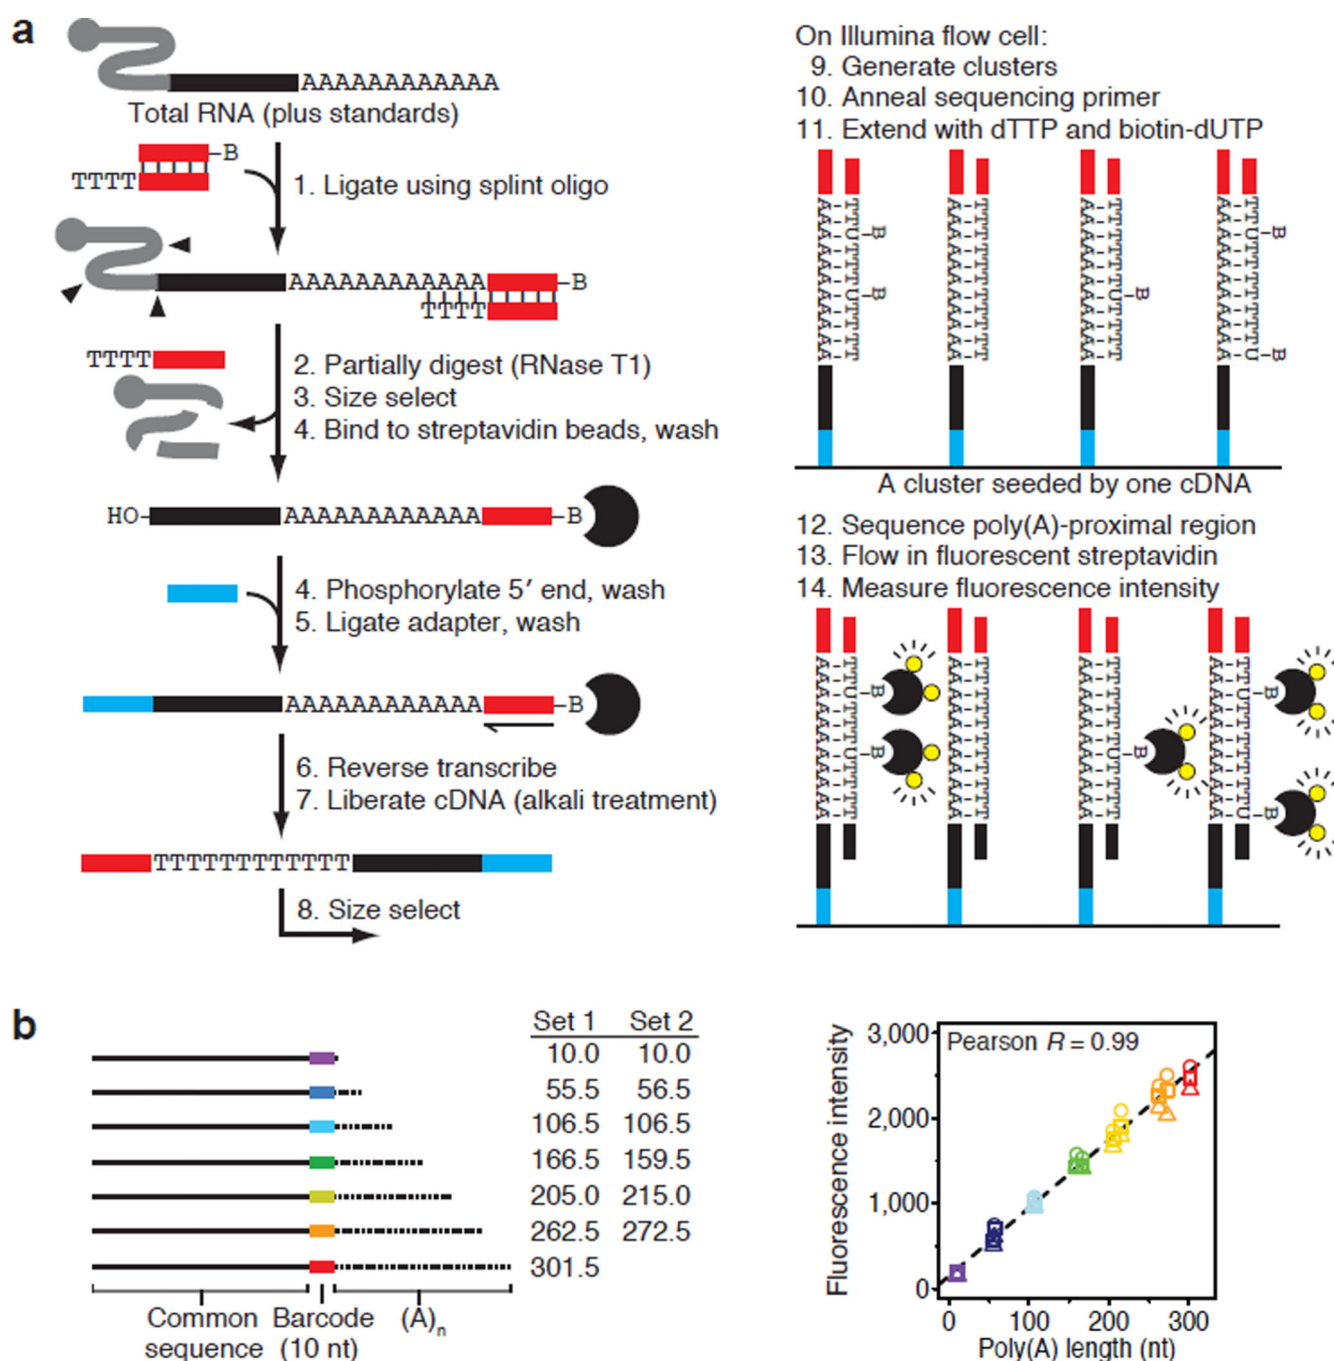 a
AAAAAAAAAAAA
Total RNA (plus standards)
B
TTTT
1. Ligate using splint oligo
AAAAAAAAAAAA
B
TTTT
TTTT
2. Partially digest (RNase T1)
3. Size select
4. Bind to streptavidin beads, wash
HO
AAAAAAAAAAAA
B
4. Phosphorylate 5′ end, wash
5. Ligate adapter, wash
AAAAAAAAAAAA
B
6. Reverse transcribe
7. Liberate cDNA (alkali treatment)
TTTTTTTTTTTT
8. Size select
On Illumina flow cell:
9. Generate clusters
10. Anneal sequencing primer
11. Extend with dTTP and biotin-dUTP
B
B
B
B
B
A cluster seeded by one cDNA
12. Sequence poly(A)-proximal region
13. Flow in fluorescent streptavidin
14. Measure fluorescence intensity
B
B
B
B
B
b
Set 1 Set 2
10.0 10.0
55.5 56.5
106.5 106.5
166.5 159.5
205.0 215.0
262.5 272.5
301.5
Common sequence
Barcode (10 nt)
(A)n
Fluorescence intensity
3,000
2,000
1,000
0
Pearson R = 0.99
0 100 200 300
Poly(A) length (nt)